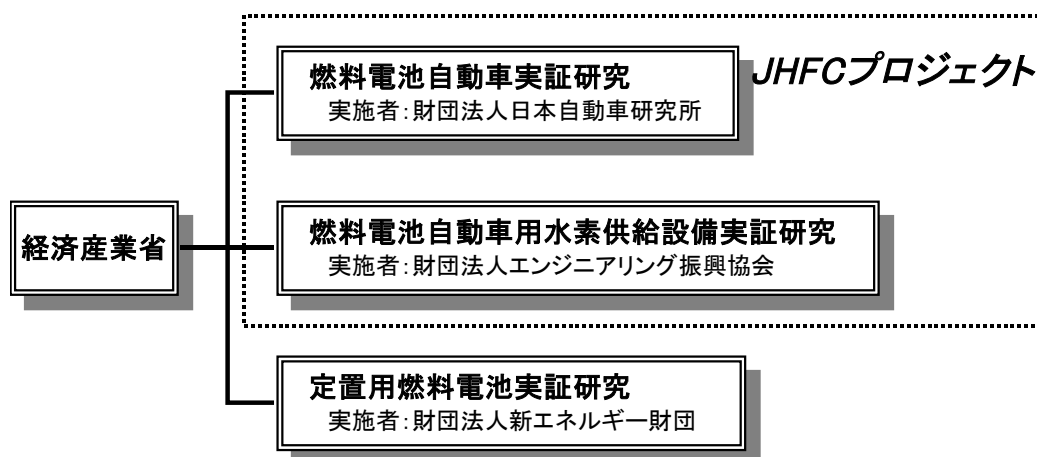 燃料電池自動車実証研究
実施者:財団法人日本自動車研究所
JHFCプロジェクト
経済産業省
燃料電池自動車用水素供給設備実証研究
実施者:財団法人エンジニアリング振興協会
定置用燃料電池実証研究
実施者:財団法人新エネルギー財団